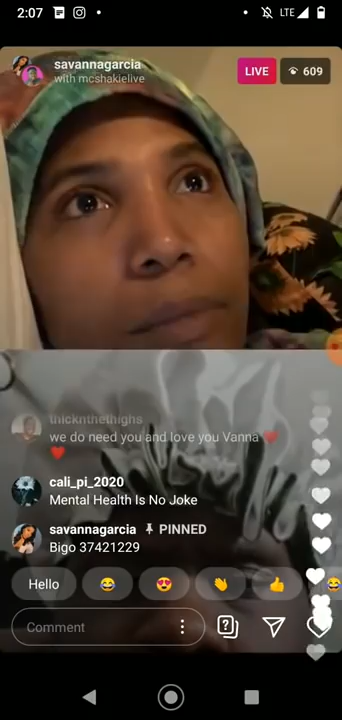 2:07
LTE
savannagarcia
with mcshakielive
LIVE
609
thicknthethighs
we do need you and love you Vanna ❤️
❤️
cali_pi_2020
Mental Health Is No Joke
savannagarcia PINNED
Bigo 37421229
Hello
Comment